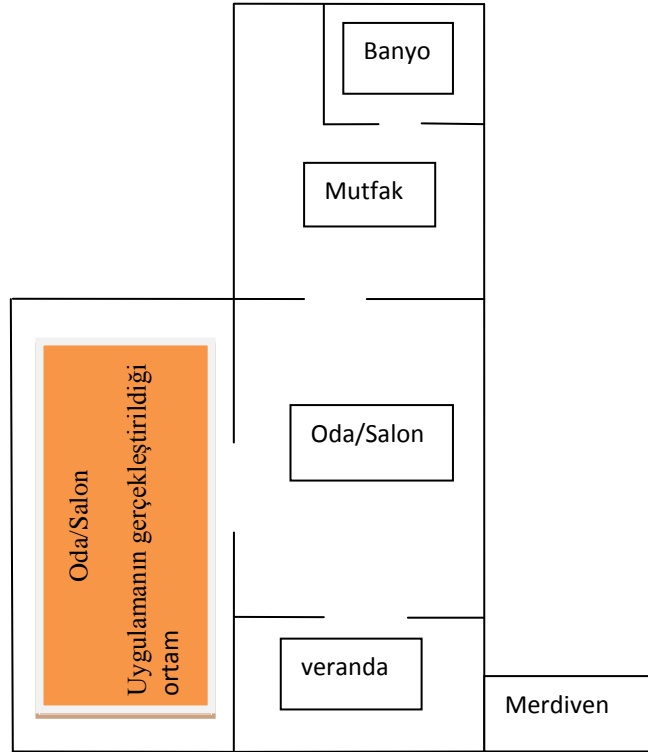 Banyo
Mutfak
Oda/Salon
Oda/Salon
Uygulamanın gerçekleştirildiği
ortam
veranda
Merdiven